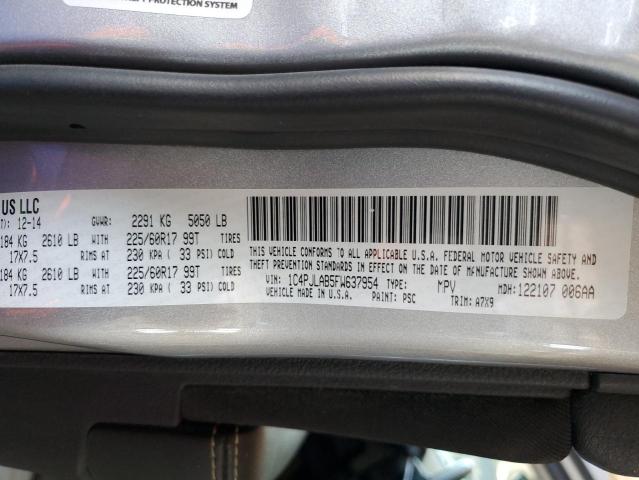 PROTECTION SYSTEM
US LLC
12-14 GVWR: 2291 KG 5050 LB
184 KG 2610 LB WITH 225/60R17 99T TIRES
17X7.5 RIMS AT 230 KPA ( 33 PSI) COLD
184 KG 2610 LB WITH 225/60R17 99T TIRES
17X7.5 RIMS AT 230 KPA ( 33 PSI) COLD
THIS VEHICLE CONFORMS TO ALL APPLICABLE U.S.A. FEDERAL MOTOR VEHICLE SAFETY AND
THEFT PREVENTION STANDARDS IN EFFECT ON THE DATE OF MANUFACTURE SHOWN ABOVE.
VIN: 1C4PJLAB5FW637954 TYPE: MPV MDH: 122107 006AA
VEHICLE MADE IN U.S.A. PAINT: PSC TRIM: A7X9